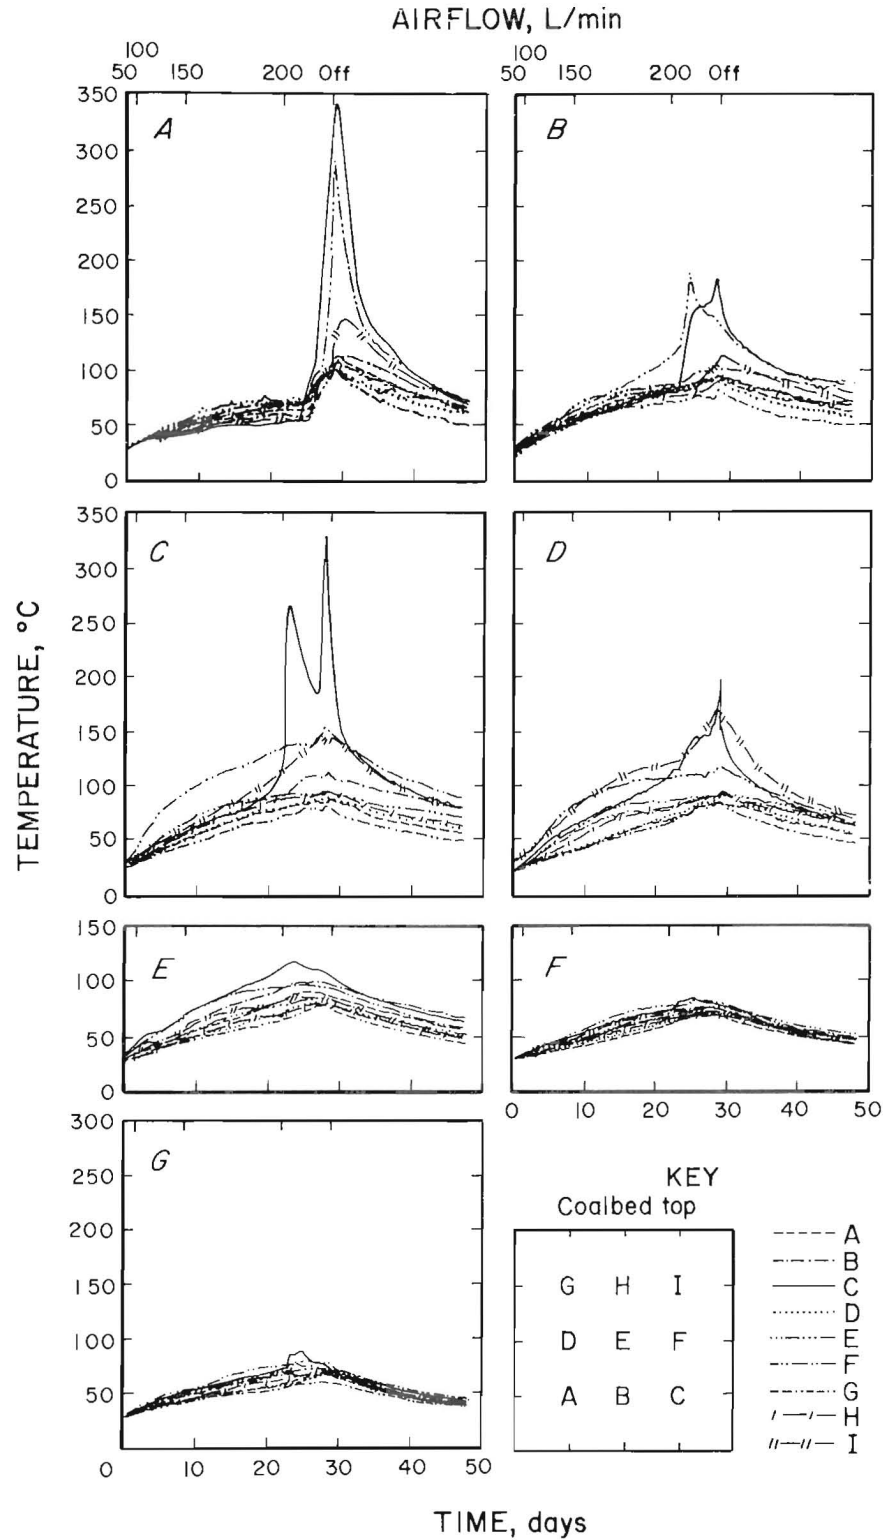 AIRFLOW, L/min
100 100
50 150 200 Off 50 150 200 Off
350
A B
300
250
200
150
100
50
0
350
C D
300
250
200
150
100
50
0
TEMPERATURE, °C
150
E F
100
50
0
0 10 20 30 40 50
300
G
250
200
150
100
50
0
0 10 20 30 40 50
KEY
Coalbed top
G H I
D E F
A B C
A
B
C
D
E
F
G
H
I
TIME, days